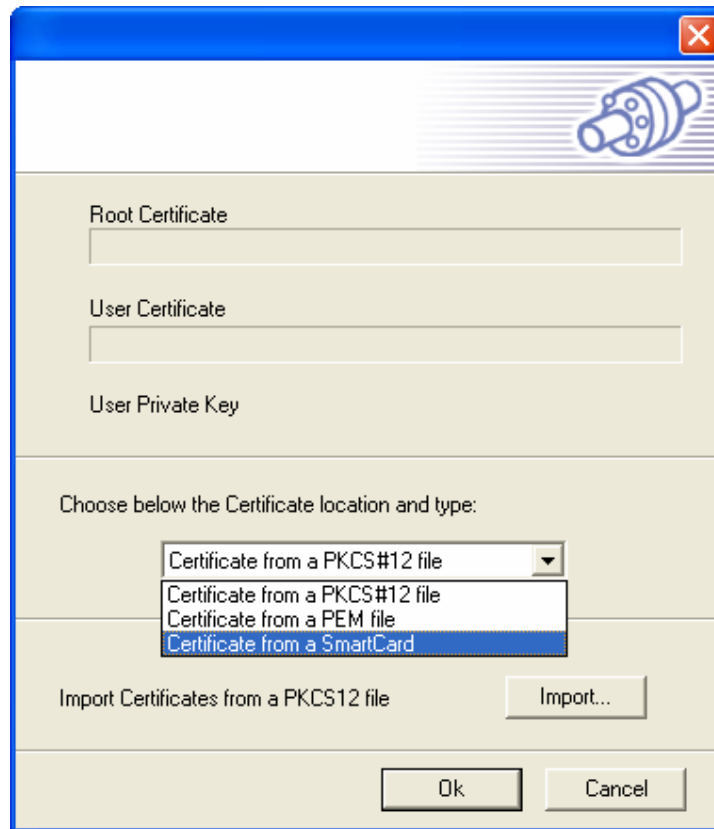 Root Certificate
User Certificate
User Private Key
Choose below the Certificate location and type:
Certificate from a PKCS#12 file
Certificate from a PKCS#12 file
Certificate from a PEM file
Certificate from a SmartCard
Import Certificates from a PKCS12 file
Import...
Ok
Cancel